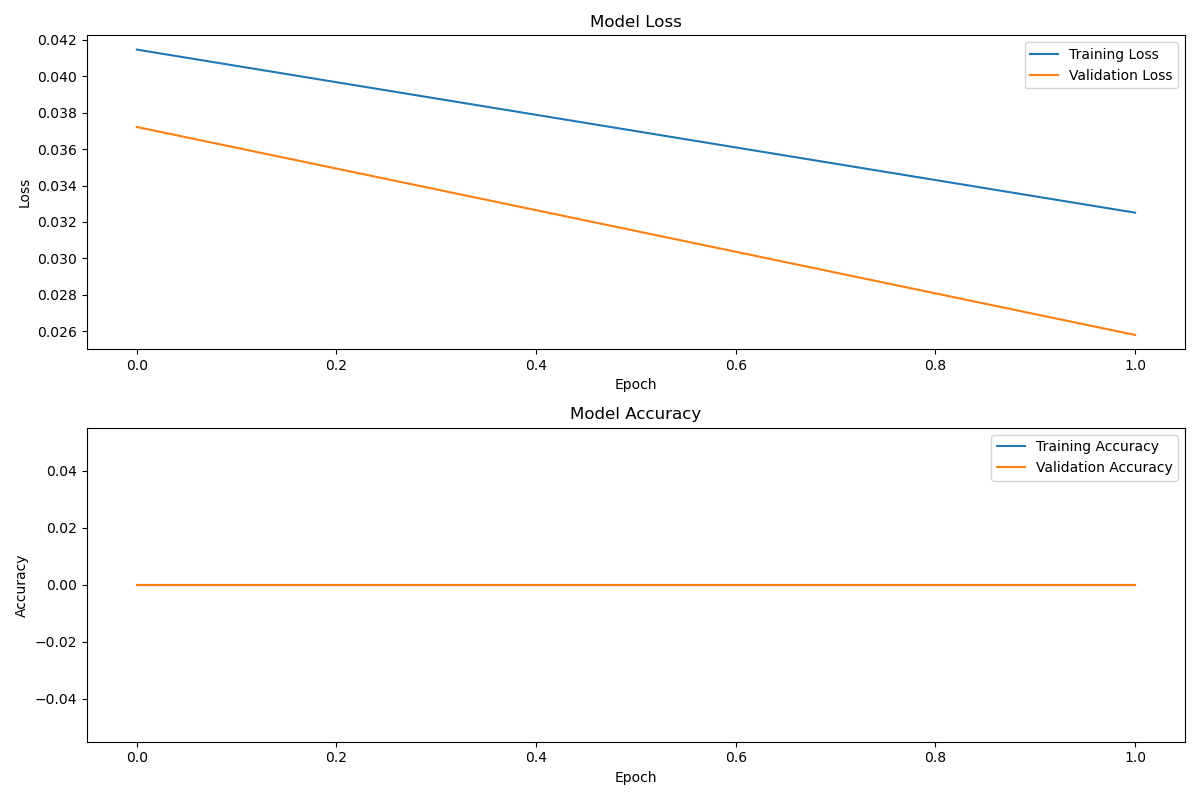 Model Loss
0.042
0.040
0.038
0.036
0.034
0.032
0.030
0.028
0.026
Loss
Training Loss
Validation Loss
0.0 0.2 0.4 0.6 0.8 1.0
Epoch
Model Accuracy
0.04
0.02
0.00
−0.02
−0.04
Accuracy
Training Accuracy
Validation Accuracy
0.0 0.2 0.4 0.6 0.8 1.0
Epoch